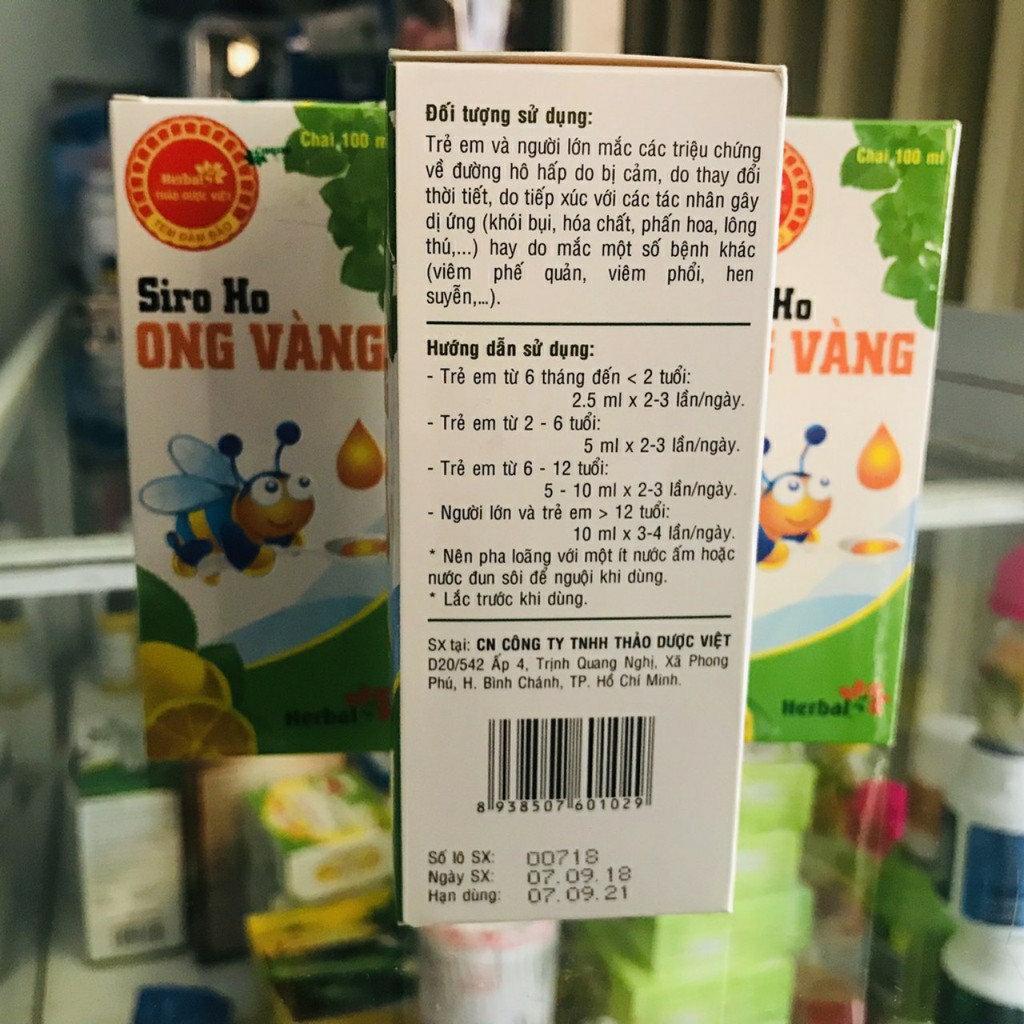 Đối tượng sử dụng:
Trẻ em và người lớn mắc các triệu chứng
về đường hô hấp do bị cảm, do thay đổi
thời tiết, do tiếp xúc với các tác nhân gây
dị ứng (khói bụi, hóa chất, phấn hoa, lông
thú,...) hay do mắc một số bệnh khác
(viêm phế quản, viêm phổi, hen
suyễn,...).
Hướng dẫn sử dụng:
- Trẻ em từ 6 tháng đến < 2 tuổi:
2.5 ml x 2-3 lần/ngày.
- Trẻ em từ 2 - 6 tuổi:
5 ml x 2-3 lần/ngày.
- Trẻ em từ 6 - 12 tuổi:
5 - 10 ml x 2-3 lần/ngày.
- Người lớn và trẻ em > 12 tuổi:
10 ml x 3-4 lần/ngày.
* Nên pha loãng với một ít nước ấm hoặc
nước đun sôi để nguội khi dùng.
* Lắc trước khi dùng.
SX tại: CN CÔNG TY TNHH THẢO DƯỢC VIỆT
D20/542 Ấp 4, Trịnh Quang Nghị, Xã Phong
Phú, H. Bình Chánh, TP. Hồ Chí Minh.
8 938507 601029
Số lô SX: 00718
Ngày SX: 07.09.18
Hạn dùng: 07.09.21
Chai 100 m
Herbal
THẢO DƯỢC VIỆT
TEM ĐẢM BẢO
Siro Ho
ONG VÀNG
Herbal
Chai 100 ml
Ho
VÀNG
Herbal